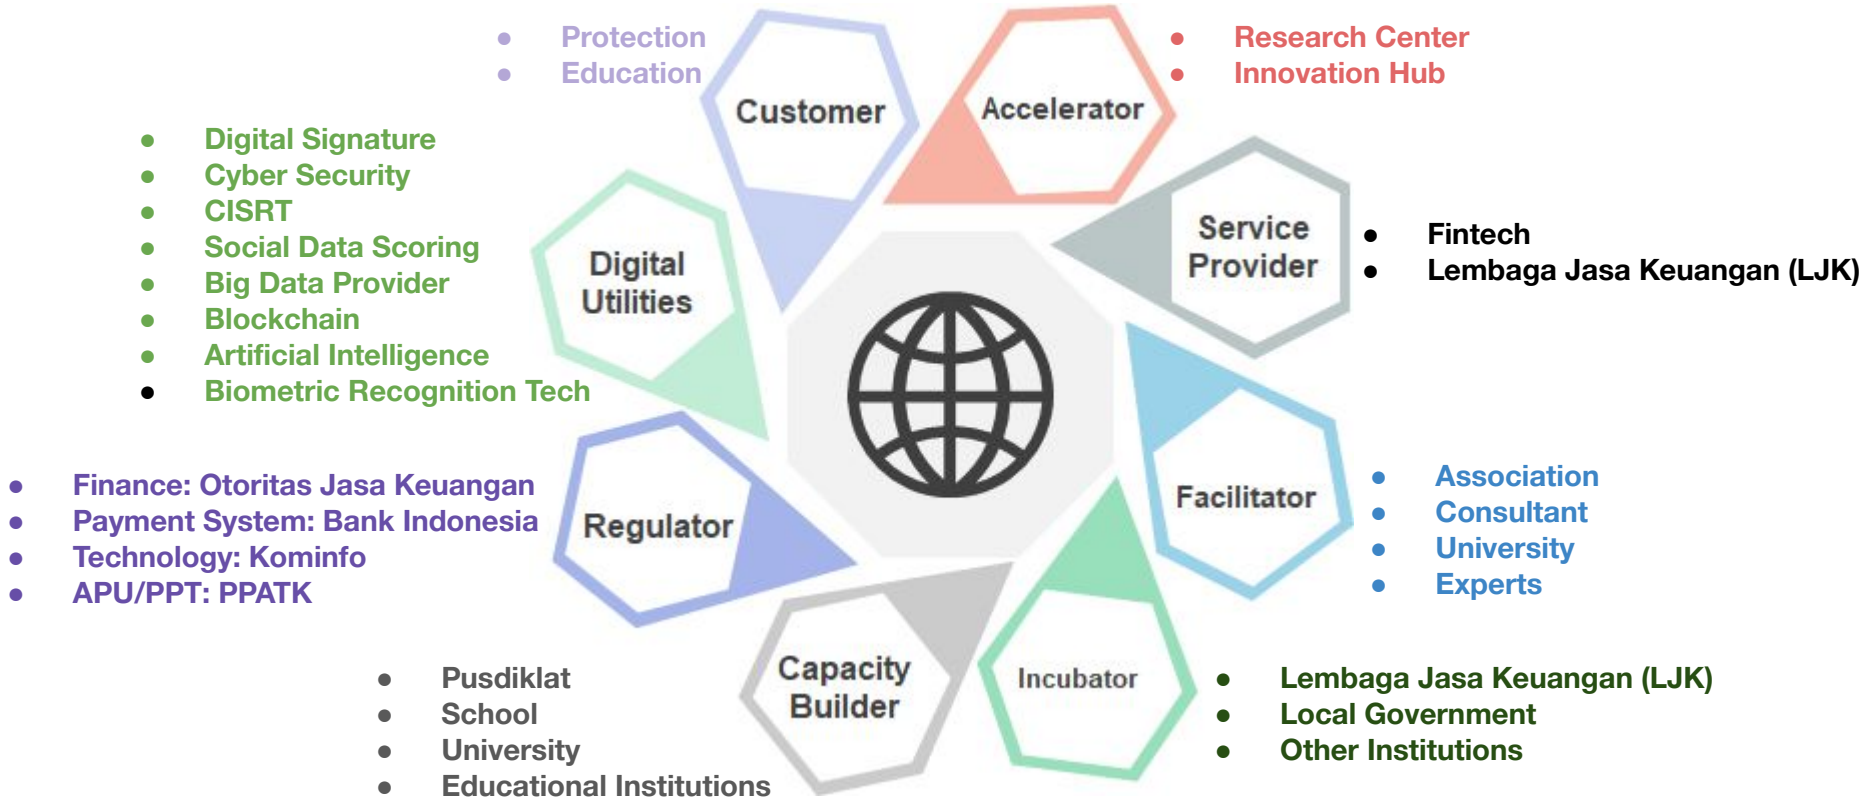 Protection
Education
Customer
Accelerator
Research Center
Innovation Hub
Digital Signature
Cyber Security
CISRT
Social Data Scoring
Big Data Provider
Blockchain
Artificial Intelligence
Biometric Recognition Tech
Digital
Utilities
Service
Provider
Fintech
Lembaga Jasa Keuangan (LJK)
Finance: Otoritas Jasa Keuangan
Payment System: Bank Indonesia
Technology: Kominfo
APU/PPT: PPATK
Regulator
Facilitator
Association
Consultant
University
Experts
Pusdiklat
School
University
Educational Institutions
Capacity
Builder
Incubator
Lembaga Jasa Keuangan (LJK)
Local Government
Other Institutions